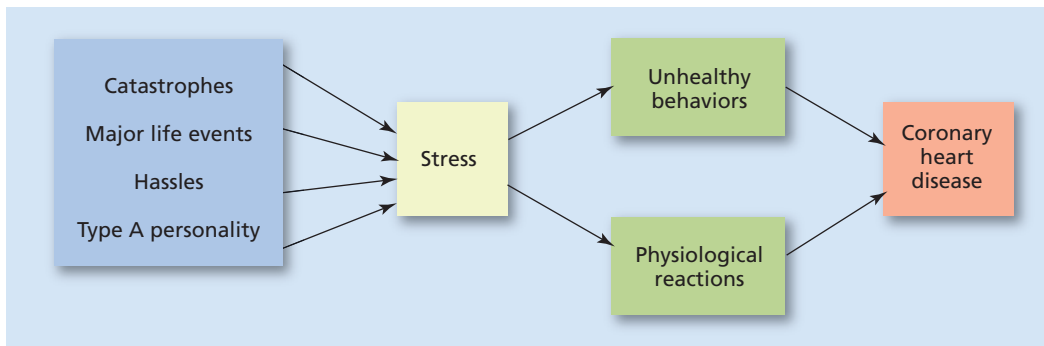 Catastrophes
Major life events
Hassles
Type A personality
Stress
Unhealthy
behaviors
Physiological
reactions
Coronary
heart
disease